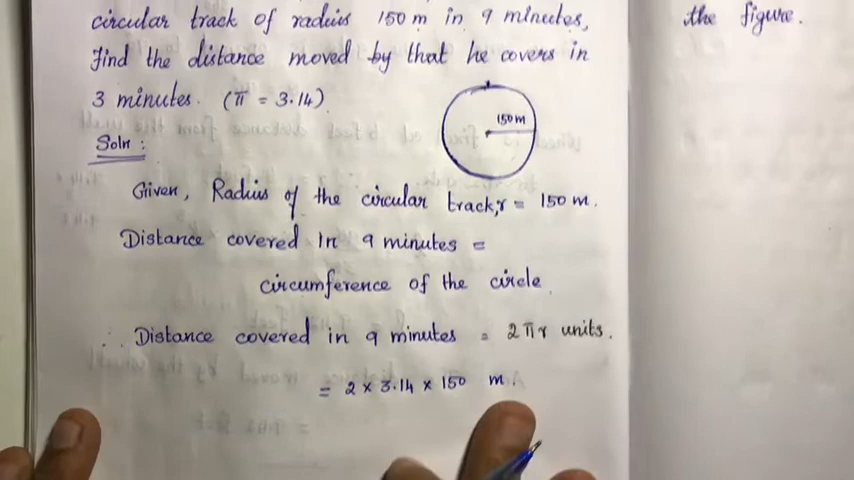 circular track of radius 150 m in 9 minutes,
Find the distance moved by that he covers in
3 minutes. (π = 3.14)
150 m
Soln :
Given, Radius of the circular track, r = 150 m.
Distance covered in 9 minutes =
circumference of the circle
∴ Distance covered in 9 minutes = 2πr units.
= 2 × 3.14 × 150 m.
the figure.